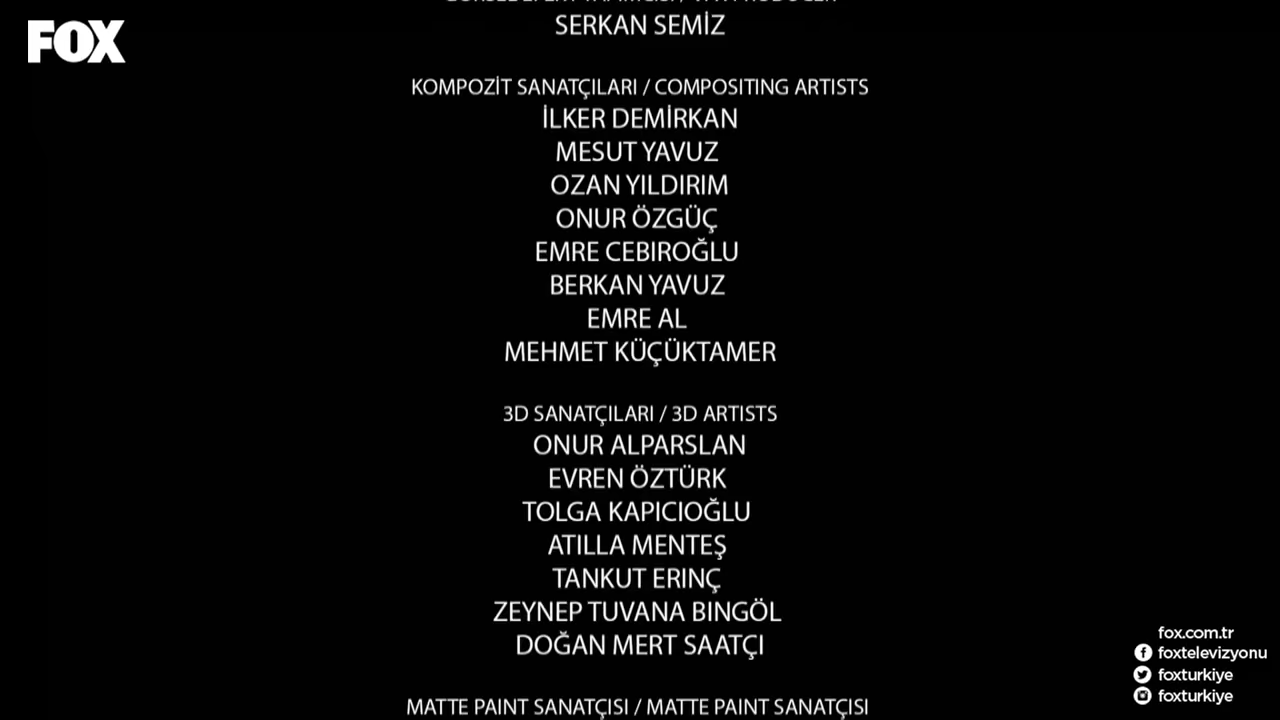 FOX
SERKAN SEMİZ
KOMPOZİT SANATÇILARI / COMPOSITING ARTISTS
İLKER DEMİRKAN
MESUT YAVUZ
OZAN YILDIRIM
ONUR ÖZGÜÇ
EMRE CEBIROĞLU
BERKAN YAVUZ
EMRE AL
MEHMET KÜÇÜKTAMER
3D SANATÇILARI / 3D ARTISTS
ONUR ALPARSLAN
EVREN ÖZTÜRK
TOLGA KAPICIOĞLU
ATILLA MENTEŞ
TANKUT ERINÇ
ZEYNEP TUVANA BINGÖL
DOĞAN MERT SAATÇI
MATTE PAINT SANATÇISI / MATTE PAINT SANATÇISI
fox.com.tr
foxtelevizyonu
foxturkiye
foxturkiye